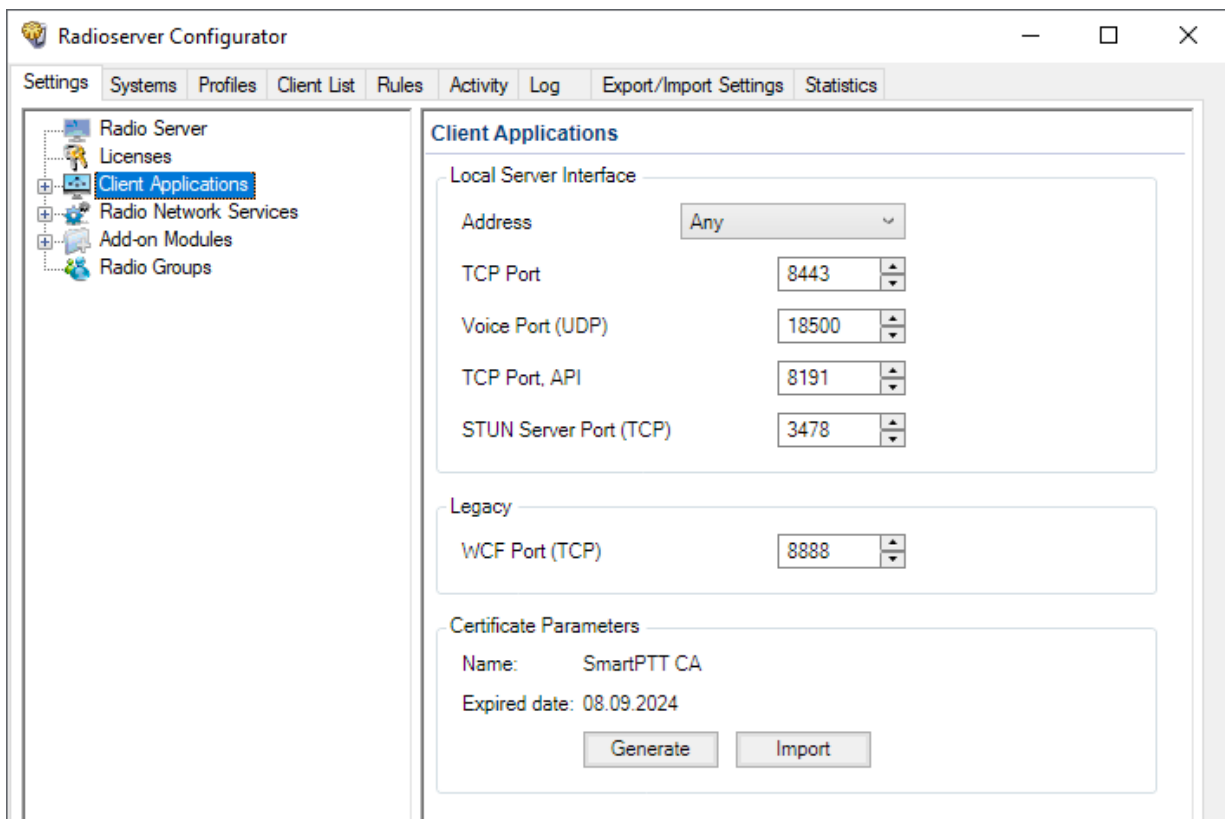 Radioserver Configurator
Settings Systems Profiles Client List Rules Activity Log Export/Import Settings Statistics
Radio Server
Licenses
Client Applications
Radio Network Services
Add-on Modules
Radio Groups
Client Applications
Local Server Interface
Address Any
TCP Port 8443
Voice Port (UDP) 18500
TCP Port, API 8191
STUN Server Port (TCP) 3478
Legacy
WCF Port (TCP) 8888
Certificate Parameters
Name: SmartPTT CA
Expired date: 08.09.2024
Generate Import